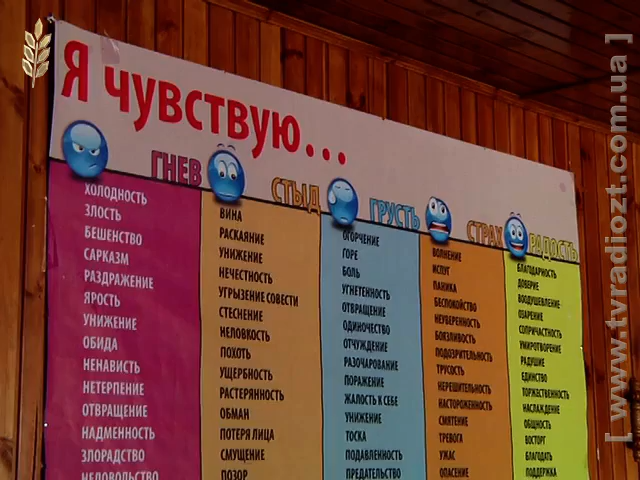 Я чувствую...
ГНЕВ
ХОЛОДНОСТЬ
ЗЛОСТЬ
БЕШЕНСТВО
САРКАЗМ
РАЗДРАЖЕНИЕ
ЯРОСТЬ
УНИЖЕНИЕ
ОБИДА
НЕНАВИСТЬ
НЕТЕРПЕНИЕ
ОТВРАЩЕНИЕ
НАДМЕННОСТЬ
ЗЛОРАДСТВО
НЕДОВОЛЬСТВО
СТЫД
ВИНА
РАСКАЯНИЕ
УНИЖЕНИЕ
НЕЧЕСТНОСТЬ
УГРЫЗЕНИЕ СОВЕСТИ
СТЕСНЕНИЕ
НЕЛОВКОСТЬ
ПОХОТЬ
УЩЕРБНОСТЬ
РАСТЕРЯННОСТЬ
ОБМАН
ПОТЕРЯ ЛИЦА
СМУЩЕНИЕ
ПОЗОР
ГРУСТЬ
ОГОРЧЕНИЕ
ГОРЕ
БОЛЬ
УГНЕТЕННОСТЬ
ОТВРАЩЕНИЕ
ОДИНОЧЕСТВО
ОТЧУЖДЕНИЕ
РАЗОЧАРОВАНИЕ
ПОРАЖЕНИЕ
ЖАЛОСТЬ К СЕБЕ
УНИЖЕНИЕ
ТОСКА
ПОДАВЛЕННОСТЬ
ПРЕДАТЕЛЬСТВО
СТРАХ
ВОЛНЕНИЕ
ИСПУГ
ПАНИКА
БЕСПОКОЙСТВО
НЕУВЕРЕННОСТЬ
БОЯЗЛИВОСТЬ
ПОДОЗРИТЕЛЬНОСТЬ
ТРУСОСТЬ
НЕРЕШИТЕЛЬНОСТЬ
НАСТОРОЖЕННОСТЬ
СМЯТЕНИЕ
ТРЕВОГА
УЖАС
ОПАСЕНИЕ
РАДОСТЬ
БЛАГОДАРНОСТЬ
ДОВЕРИЕ
ВООДУШЕВЛЕНИЕ
ОЗАРЕНИЕ
СОПРИЧАСТНОСТЬ
УМИРОТВОРЕНИЕ
РАДУШИЕ
ЕДИНСТВО
ТОРЖЕСТВЕННОСТЬ
НАСЛАЖДЕНИЕ
ОБЩНОСТЬ
ВОСТОРГ
БЛАГОДАТЬ
ПОДДЕРЖКА
[ www.tvradiozt.com.ua ]